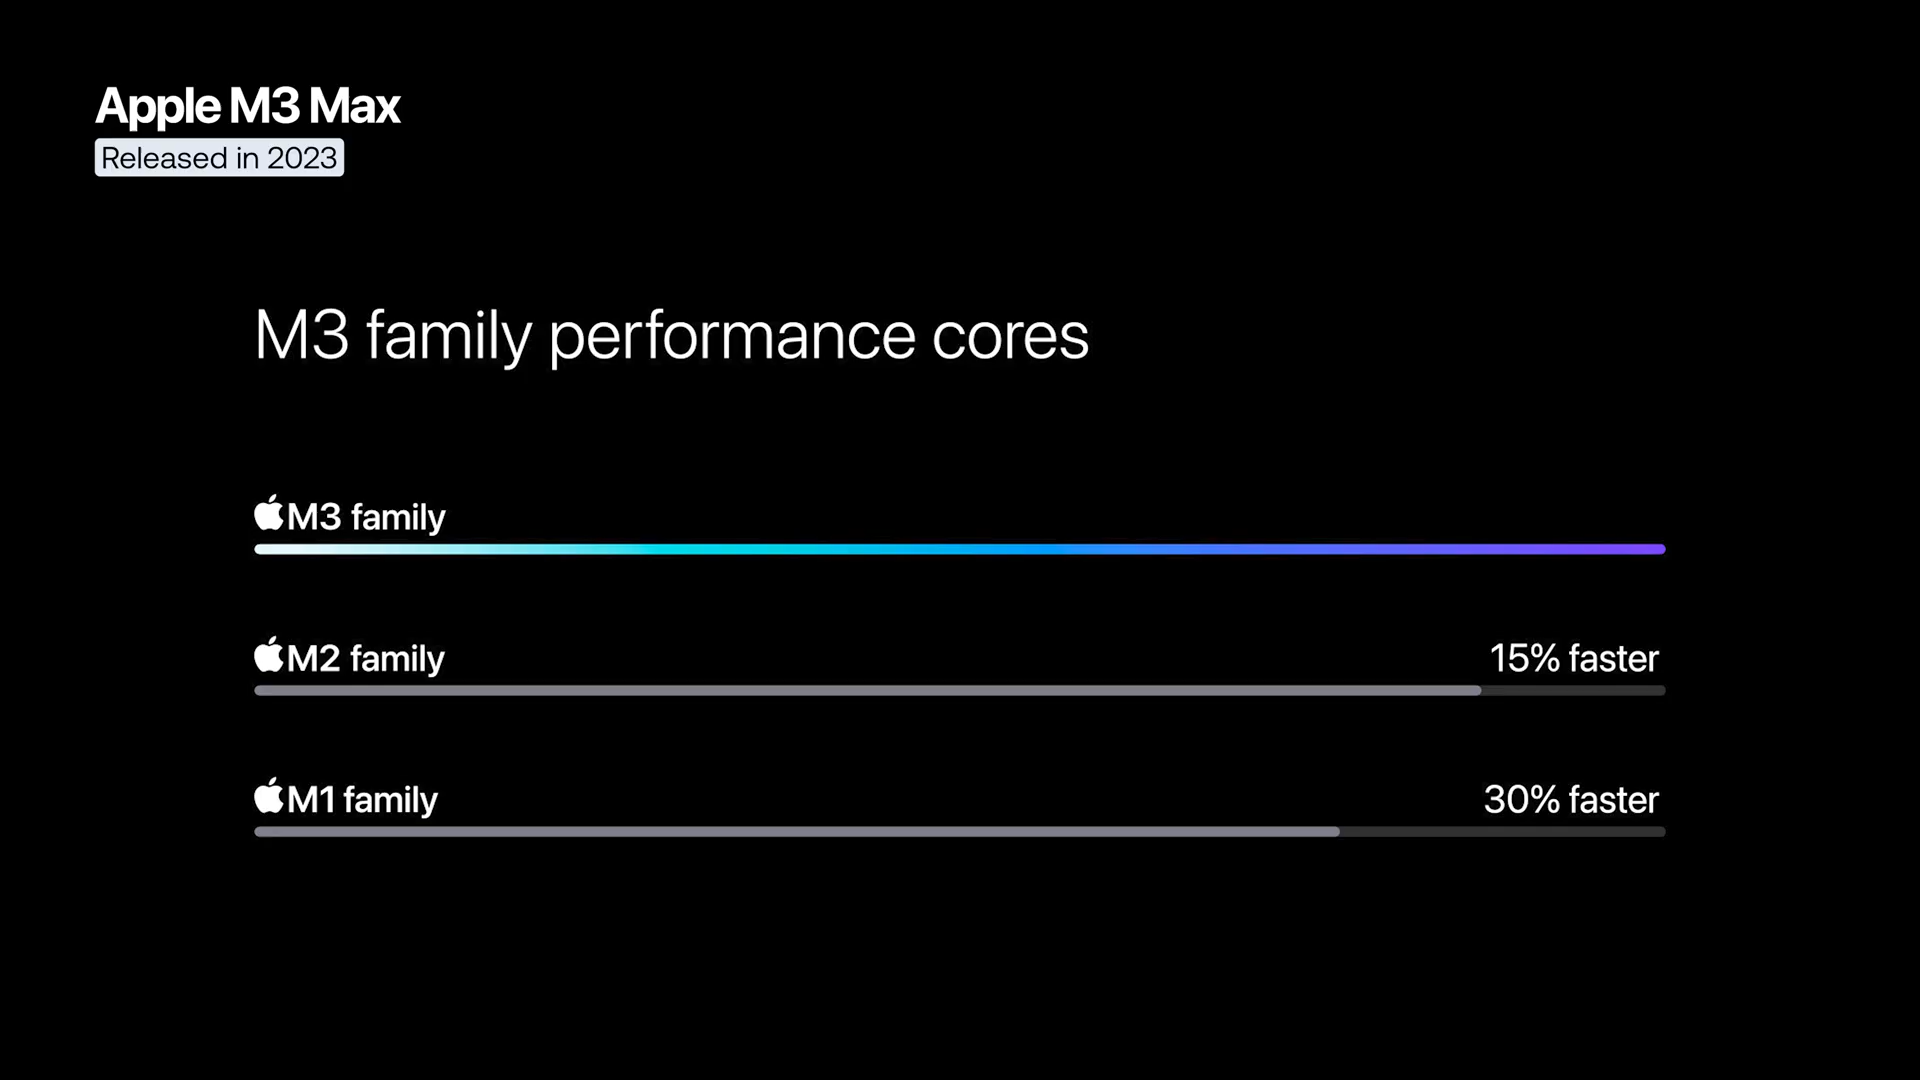 Apple M3 Max
Released in 2023
M3 family performance cores
M3 family
M2 family
15% faster
M1 family
30% faster